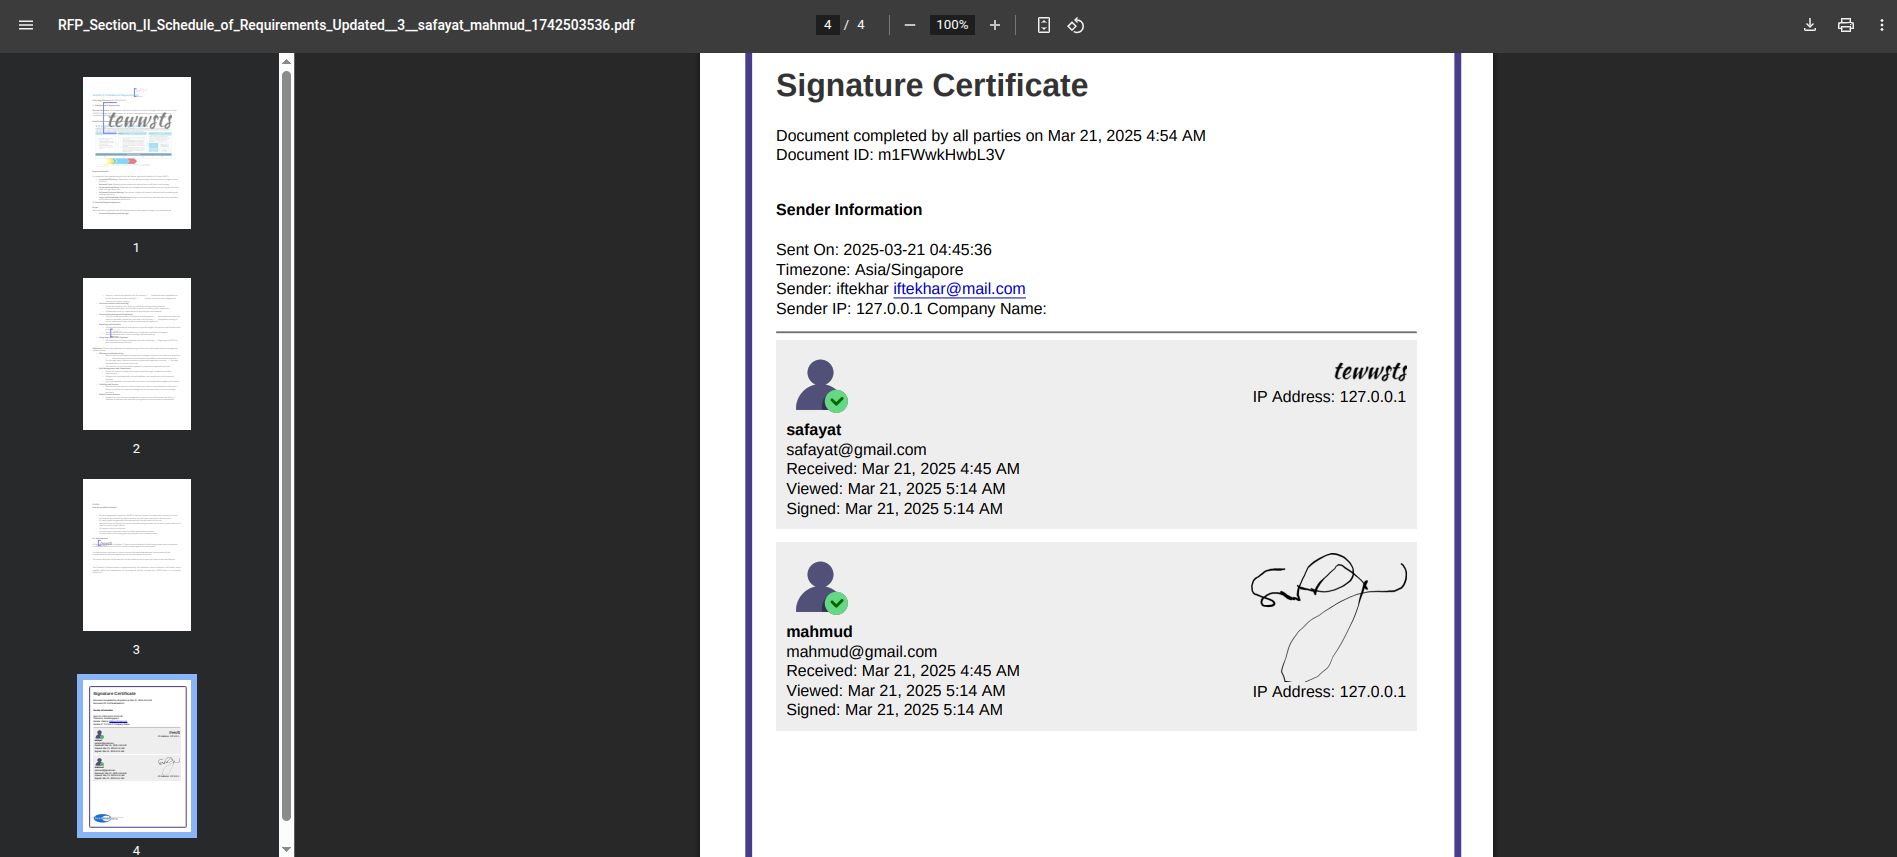 RFP_Section_II_Schedule_of_Requirements_Updated__3__safayat_mahmud_1742503536.pdf
4 / 4
100%
tewwsts
1
2
3
Signature Certificate
4
Signature Certificate
Document completed by all parties on Mar 21, 2025 4:54 AM
Document ID: m1FWwkHwbL3V
Sender Information
Sent On: 2025-03-21 04:45:36
Timezone: Asia/Singapore
Sender: iftekhar iftekhar@mail.com
Sender IP: 127.0.0.1 Company Name:
tewwsts
IP Address: 127.0.0.1
safayat
safayat@gmail.com
Received: Mar 21, 2025 4:45 AM
Viewed: Mar 21, 2025 5:14 AM
Signed: Mar 21, 2025 5:14 AM
mahmud
mahmud@gmail.com
Received: Mar 21, 2025 4:45 AM
Viewed: Mar 21, 2025 5:14 AM
IP Address: 127.0.0.1
Signed: Mar 21, 2025 5:14 AM